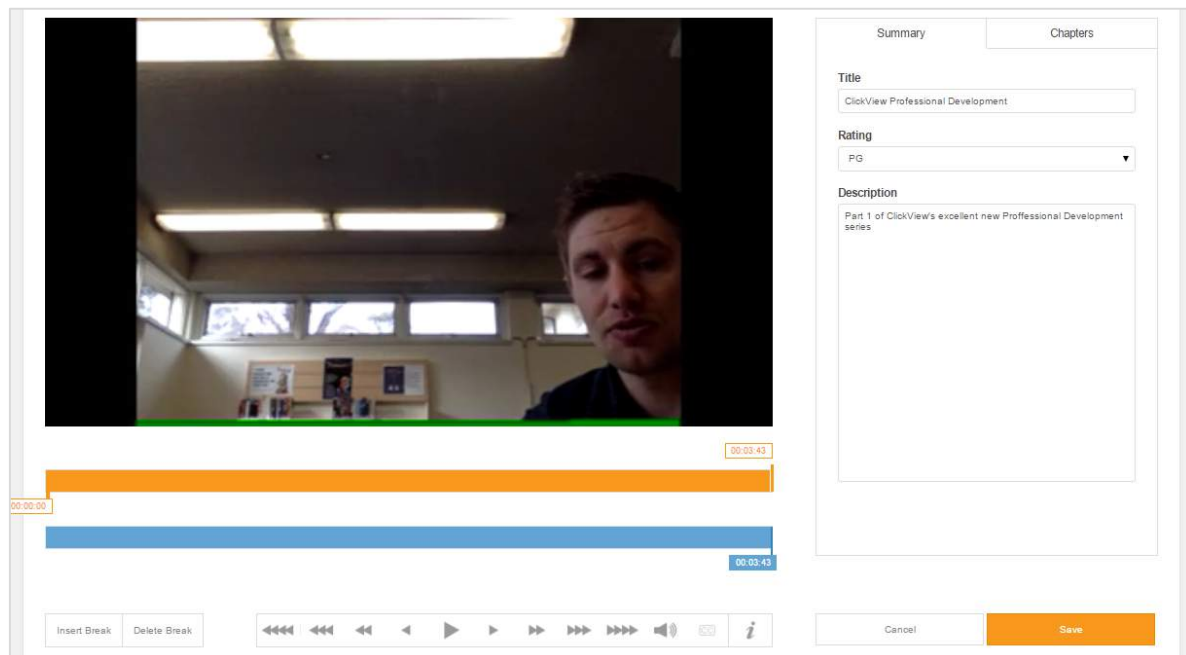 Summary
Chapters
Title
ClickView Professional Development
Rating
PG
Description
Part 1 of ClickView's excellent new Proffessional Development
series
00:03:43
00:00:00
00:03:43
Insert Break
Delete Break
CC
i
Cancel
Save